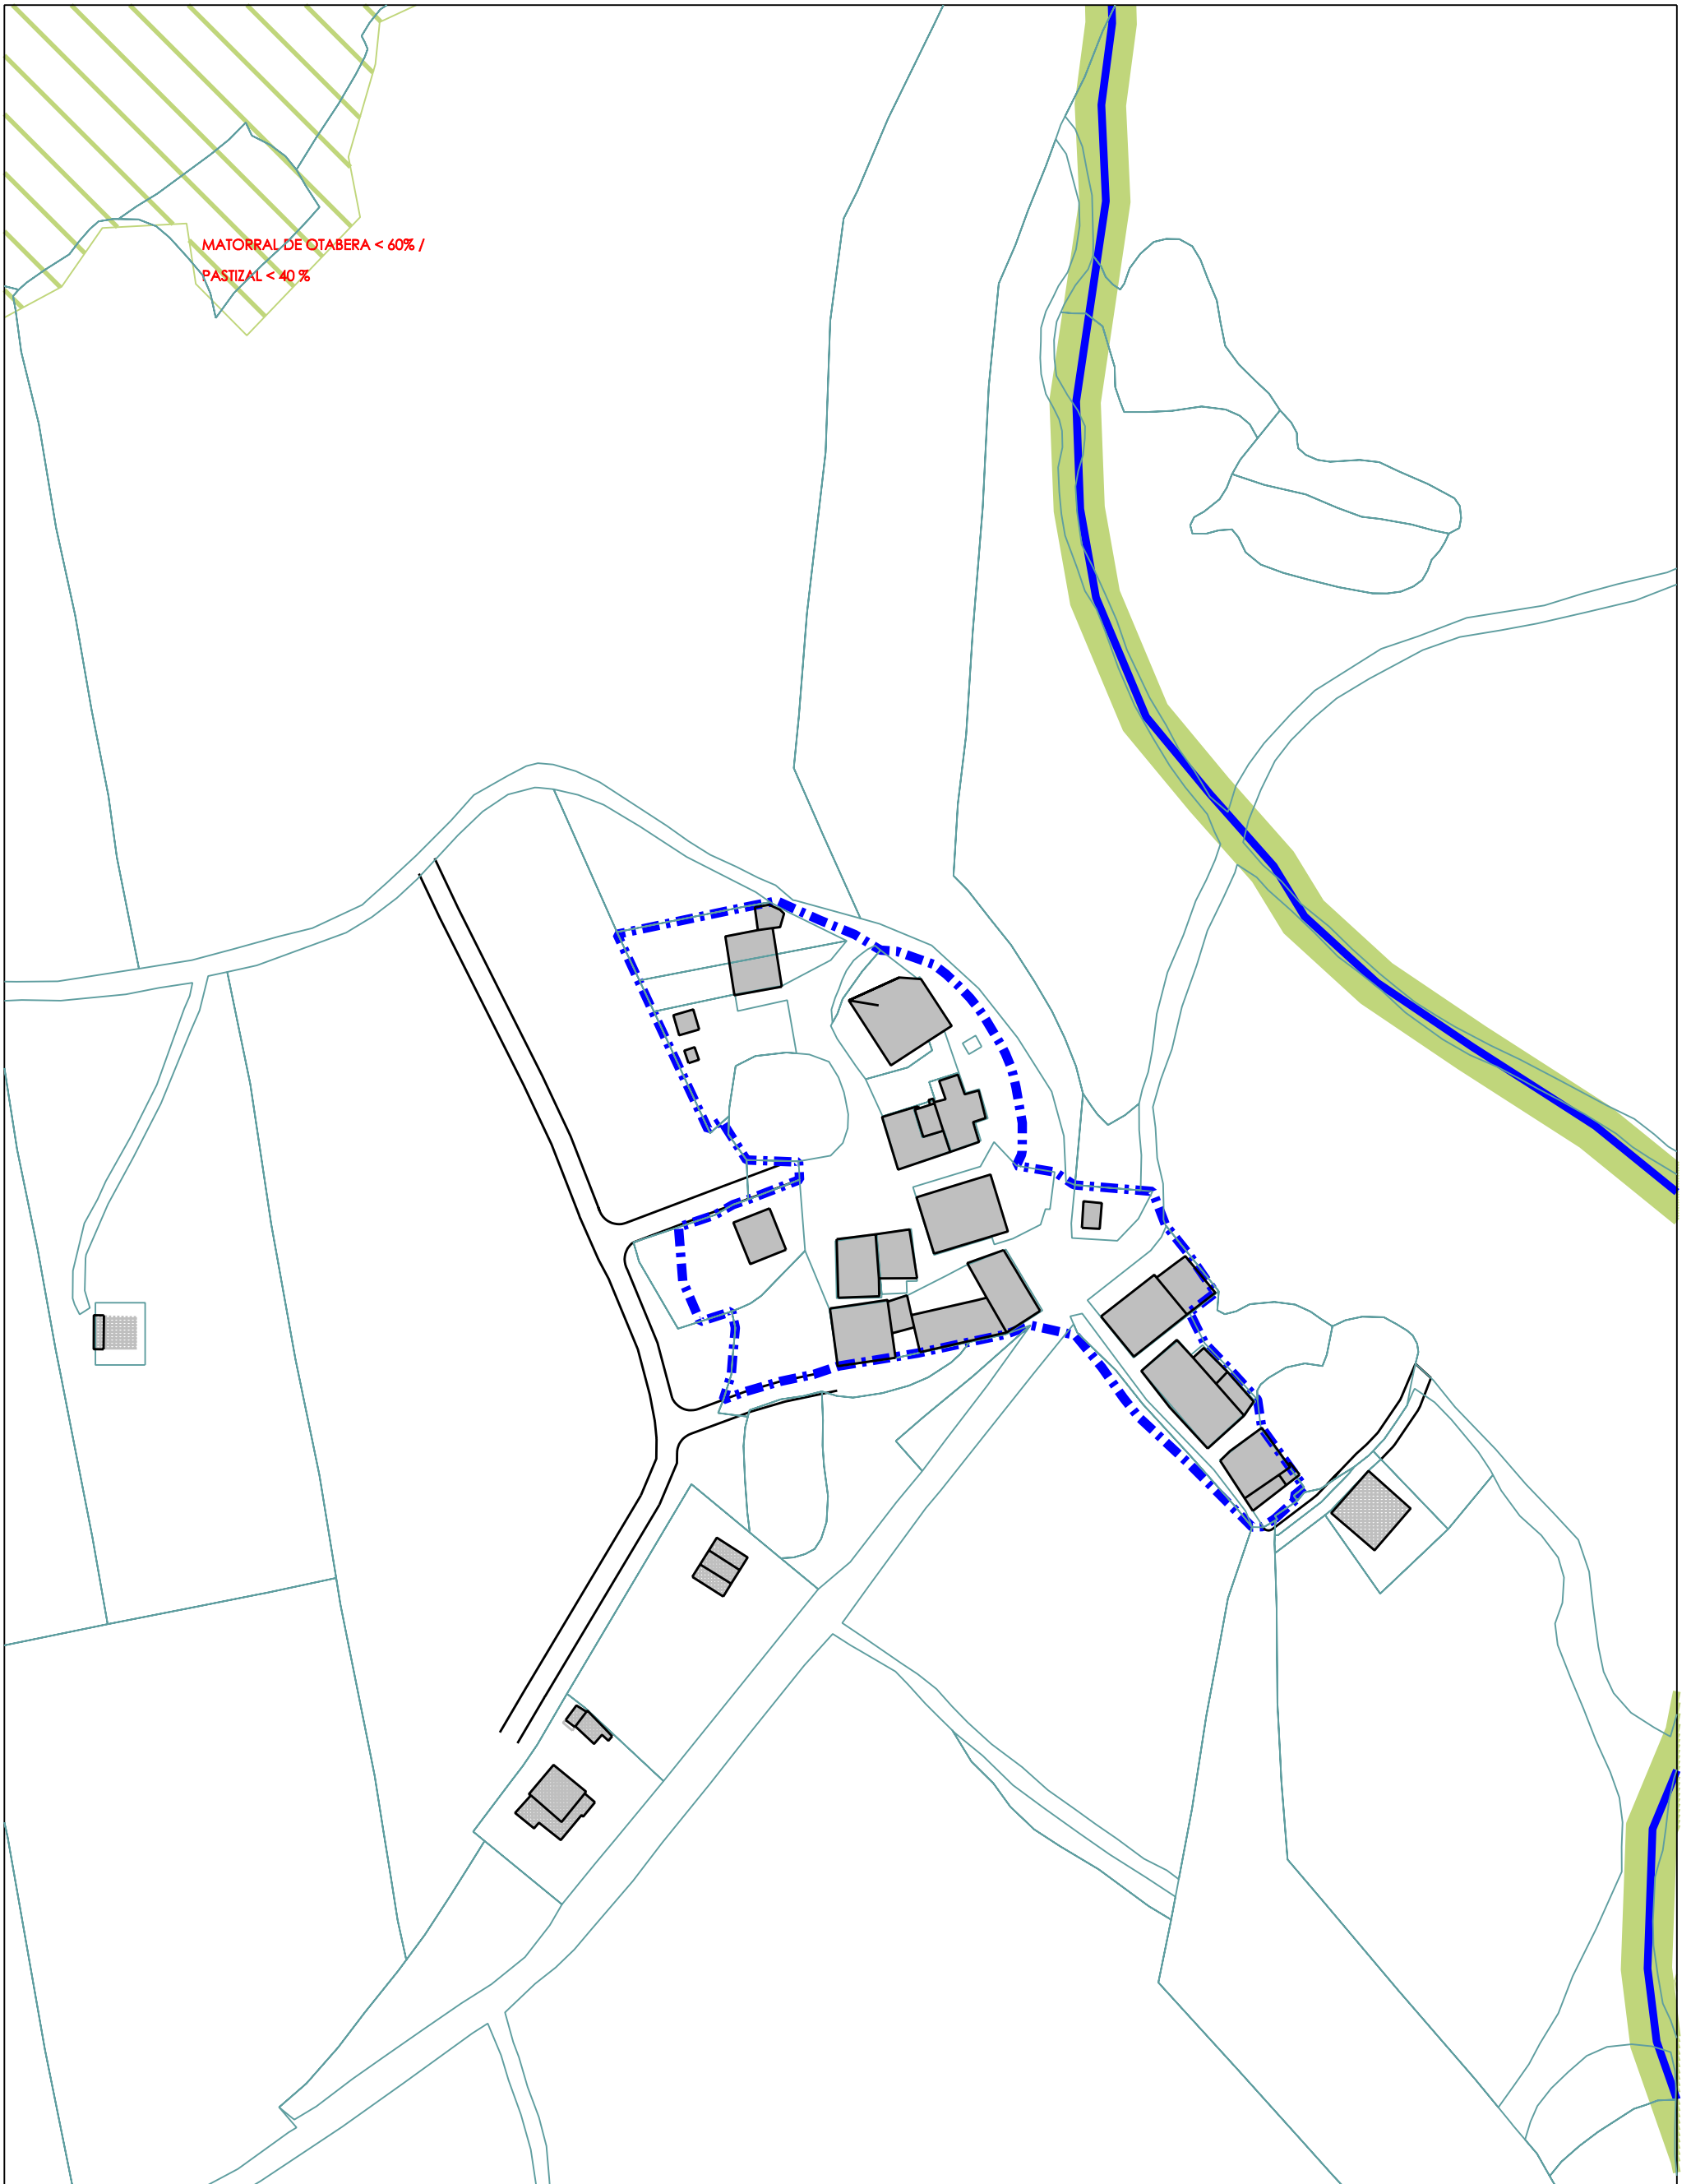 MATORRAL DE OTABERA < 60% /
PASTIZAL < 40 %